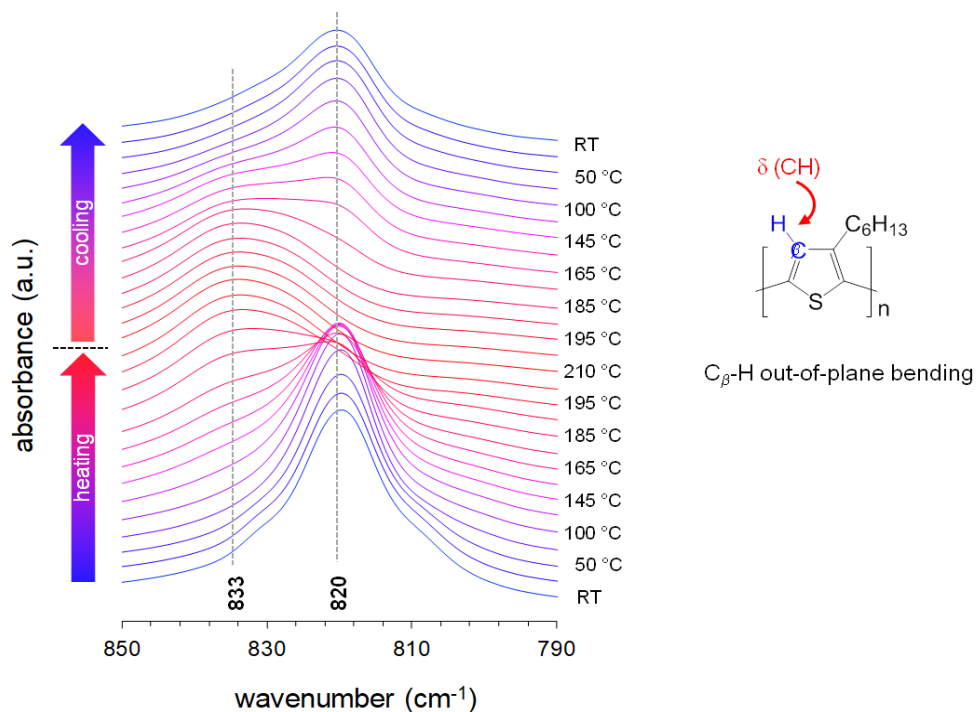 absorbance (a.u.)
cooling
heating
RT
50 °C
100 °C
145 °C
165 °C
185 °C
195 °C
210 °C
195 °C
185 °C
165 °C
145 °C
100 °C
50 °C
RT
833
820
850
830
810
790
wavenumber (cm⁻¹)
δ (CH)
H
β
C
C₆H₁₃
S
n
Cᵦ-H out-of-plane bending